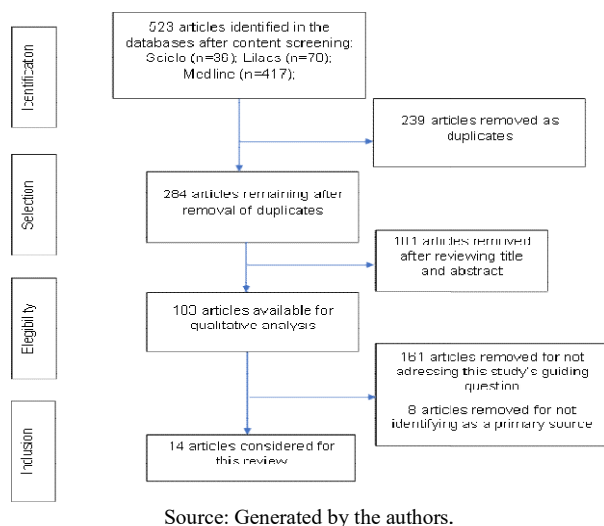 Identification
523 articles identified in the
databases after content screening:
Scielo (n=36); Lilacs (n=70);
Medline (n=417);
239 articles removed as
duplicates
Selection
284 articles remaining after
removal of duplicates
101 articles removed
after reviewing title
and abstract
Elegibility
183 articles available for
qualitative analysis
161 articles removed for not
adressing this study's guiding
question
8 articles removed for not
identifying as a primary source
Inclusion
14 articles considered for
this review
Source: Generated by the authors.